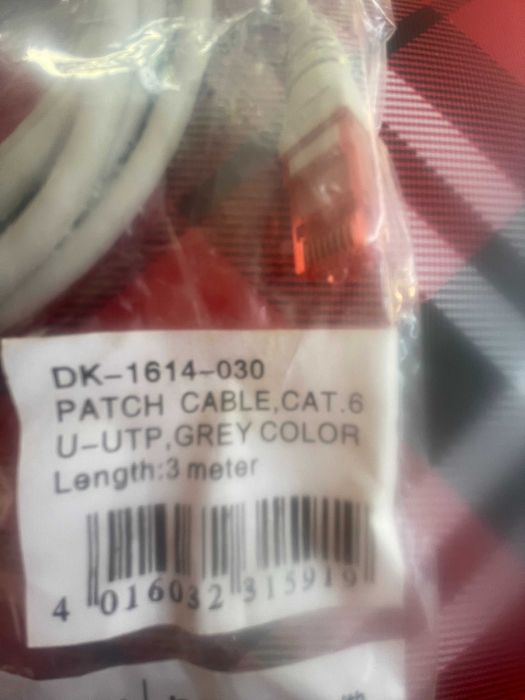 DK-1614-030
PATCH CABLE,CAT.6
U-UTP,GREY COLOR
Length:3 meter
4 016032 315919